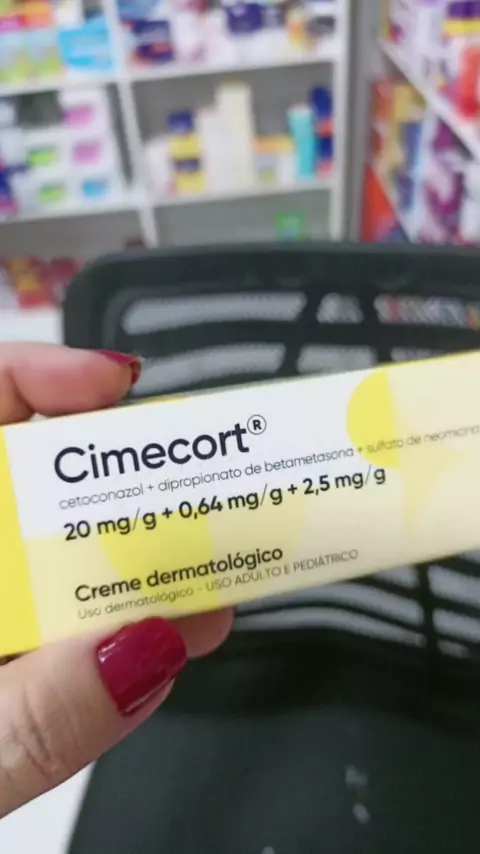 Cimecort®
cetoconazol + dipropionato de betametasona + sulfato de neomicina
20 mg/g + 0,64 mg/g + 2,5 mg/g
Creme dermatológico
Uso dermatológico - USO ADULTO E PEDIÁTRICO